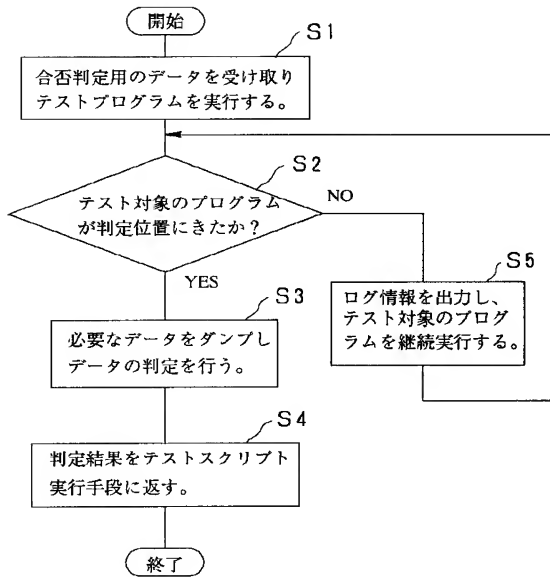 開始
S1
合否判定用のデータを受け取り
テストプログラムを実行する。
S2
テスト対象のプログラム
が判定位置にきたか？
NO
YES
S5
ログ情報を出力し、
テスト対象のプログ
ラムを継続実行する。
S3
必要なデータをダンプし
データの判定を行う。
S4
判定結果をテストスクリプト
実行手段に返す。
終了